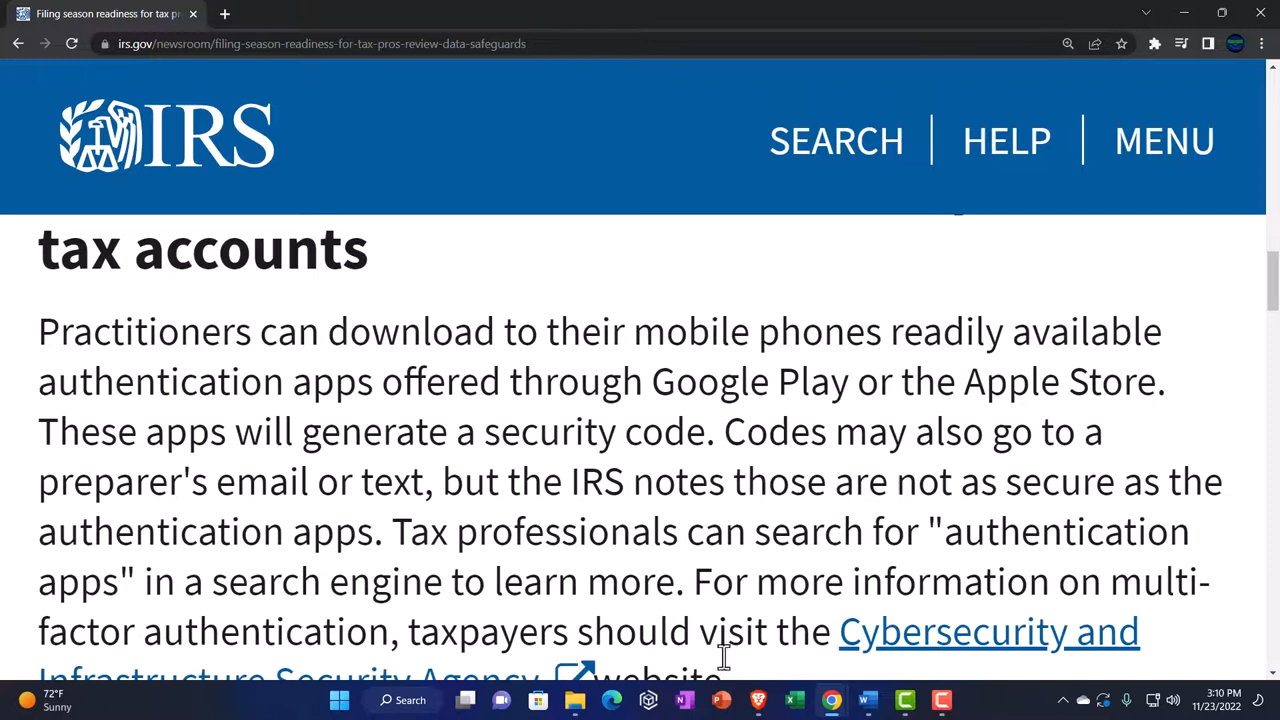 Filing season readiness for tax pr
irs.gov/newsroom/filing-season-readiness-for-tax-pros-review-data-safeguards
IRS
SEARCH HELP MENU
tax accounts
Practitioners can download to their mobile phones readily available
authentication apps offered through Google Play or the Apple Store.
These apps will generate a security code. Codes may also go to a
preparer's email or text, but the IRS notes those are not as secure as the
authentication apps. Tax professionals can search for "authentication
apps" in a search engine to learn more. For more information on multi-
factor authentication, taxpayers should visit the Cybersecurity and
Infrastructure Security Agency website.
72°F
Sunny
Search
3:10 PM
11/23/2022